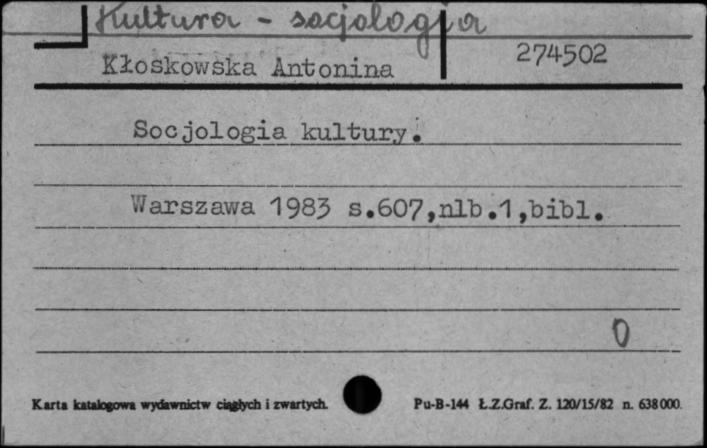 Kultura - socjologia
Kłoskowska Antonina
274502
Socjologia kultury.
Warszawa 1983 s.607,nlb.1,bibl.
0
Karta katalogowa wydawnictw ciągłych i zwartych.
Pu-B-144 Ł.Z.Graf. Z. 120/15/82 n. 638000.